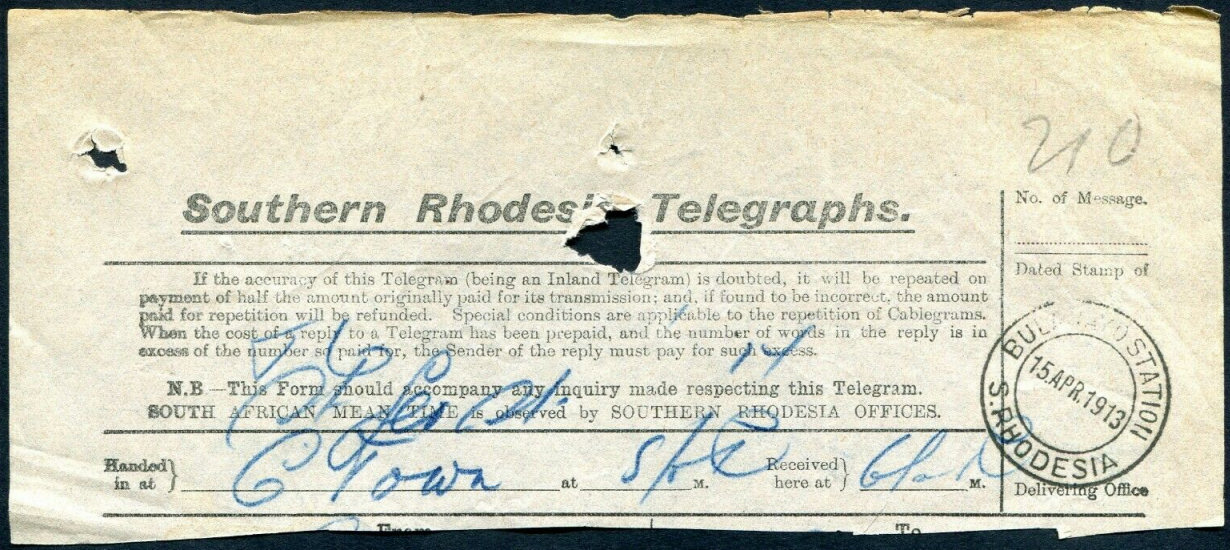 210
Southern Rhodesia Telegraphs.
No. of Message.
If the accuracy of this Telegram (being an Inland Telegram) is doubted, it will be repeated on
payment of half the amount originally paid for its transmission; and, if found to be incorrect, the amount
paid for repetition will be refunded. Special conditions are applicable to the repetition of Cablegrams.
When the cost of a reply to a Telegram has been prepaid, and the number of words in the reply is in
excess of the number so paid for, the Sender of the reply must pay for such excess.
N.B—This Form should accompany any Inquiry made respecting this Telegram.
SOUTH AFRICAN MEAN TIME is observed by SOUTHERN RHODESIA OFFICES.
Dated Stamp of
BULAWAYO STATION
15.APR.1913
S.RHODESIA
Delivering Office
14
Handed in at } C Town at M. Received here at } M.
From
To